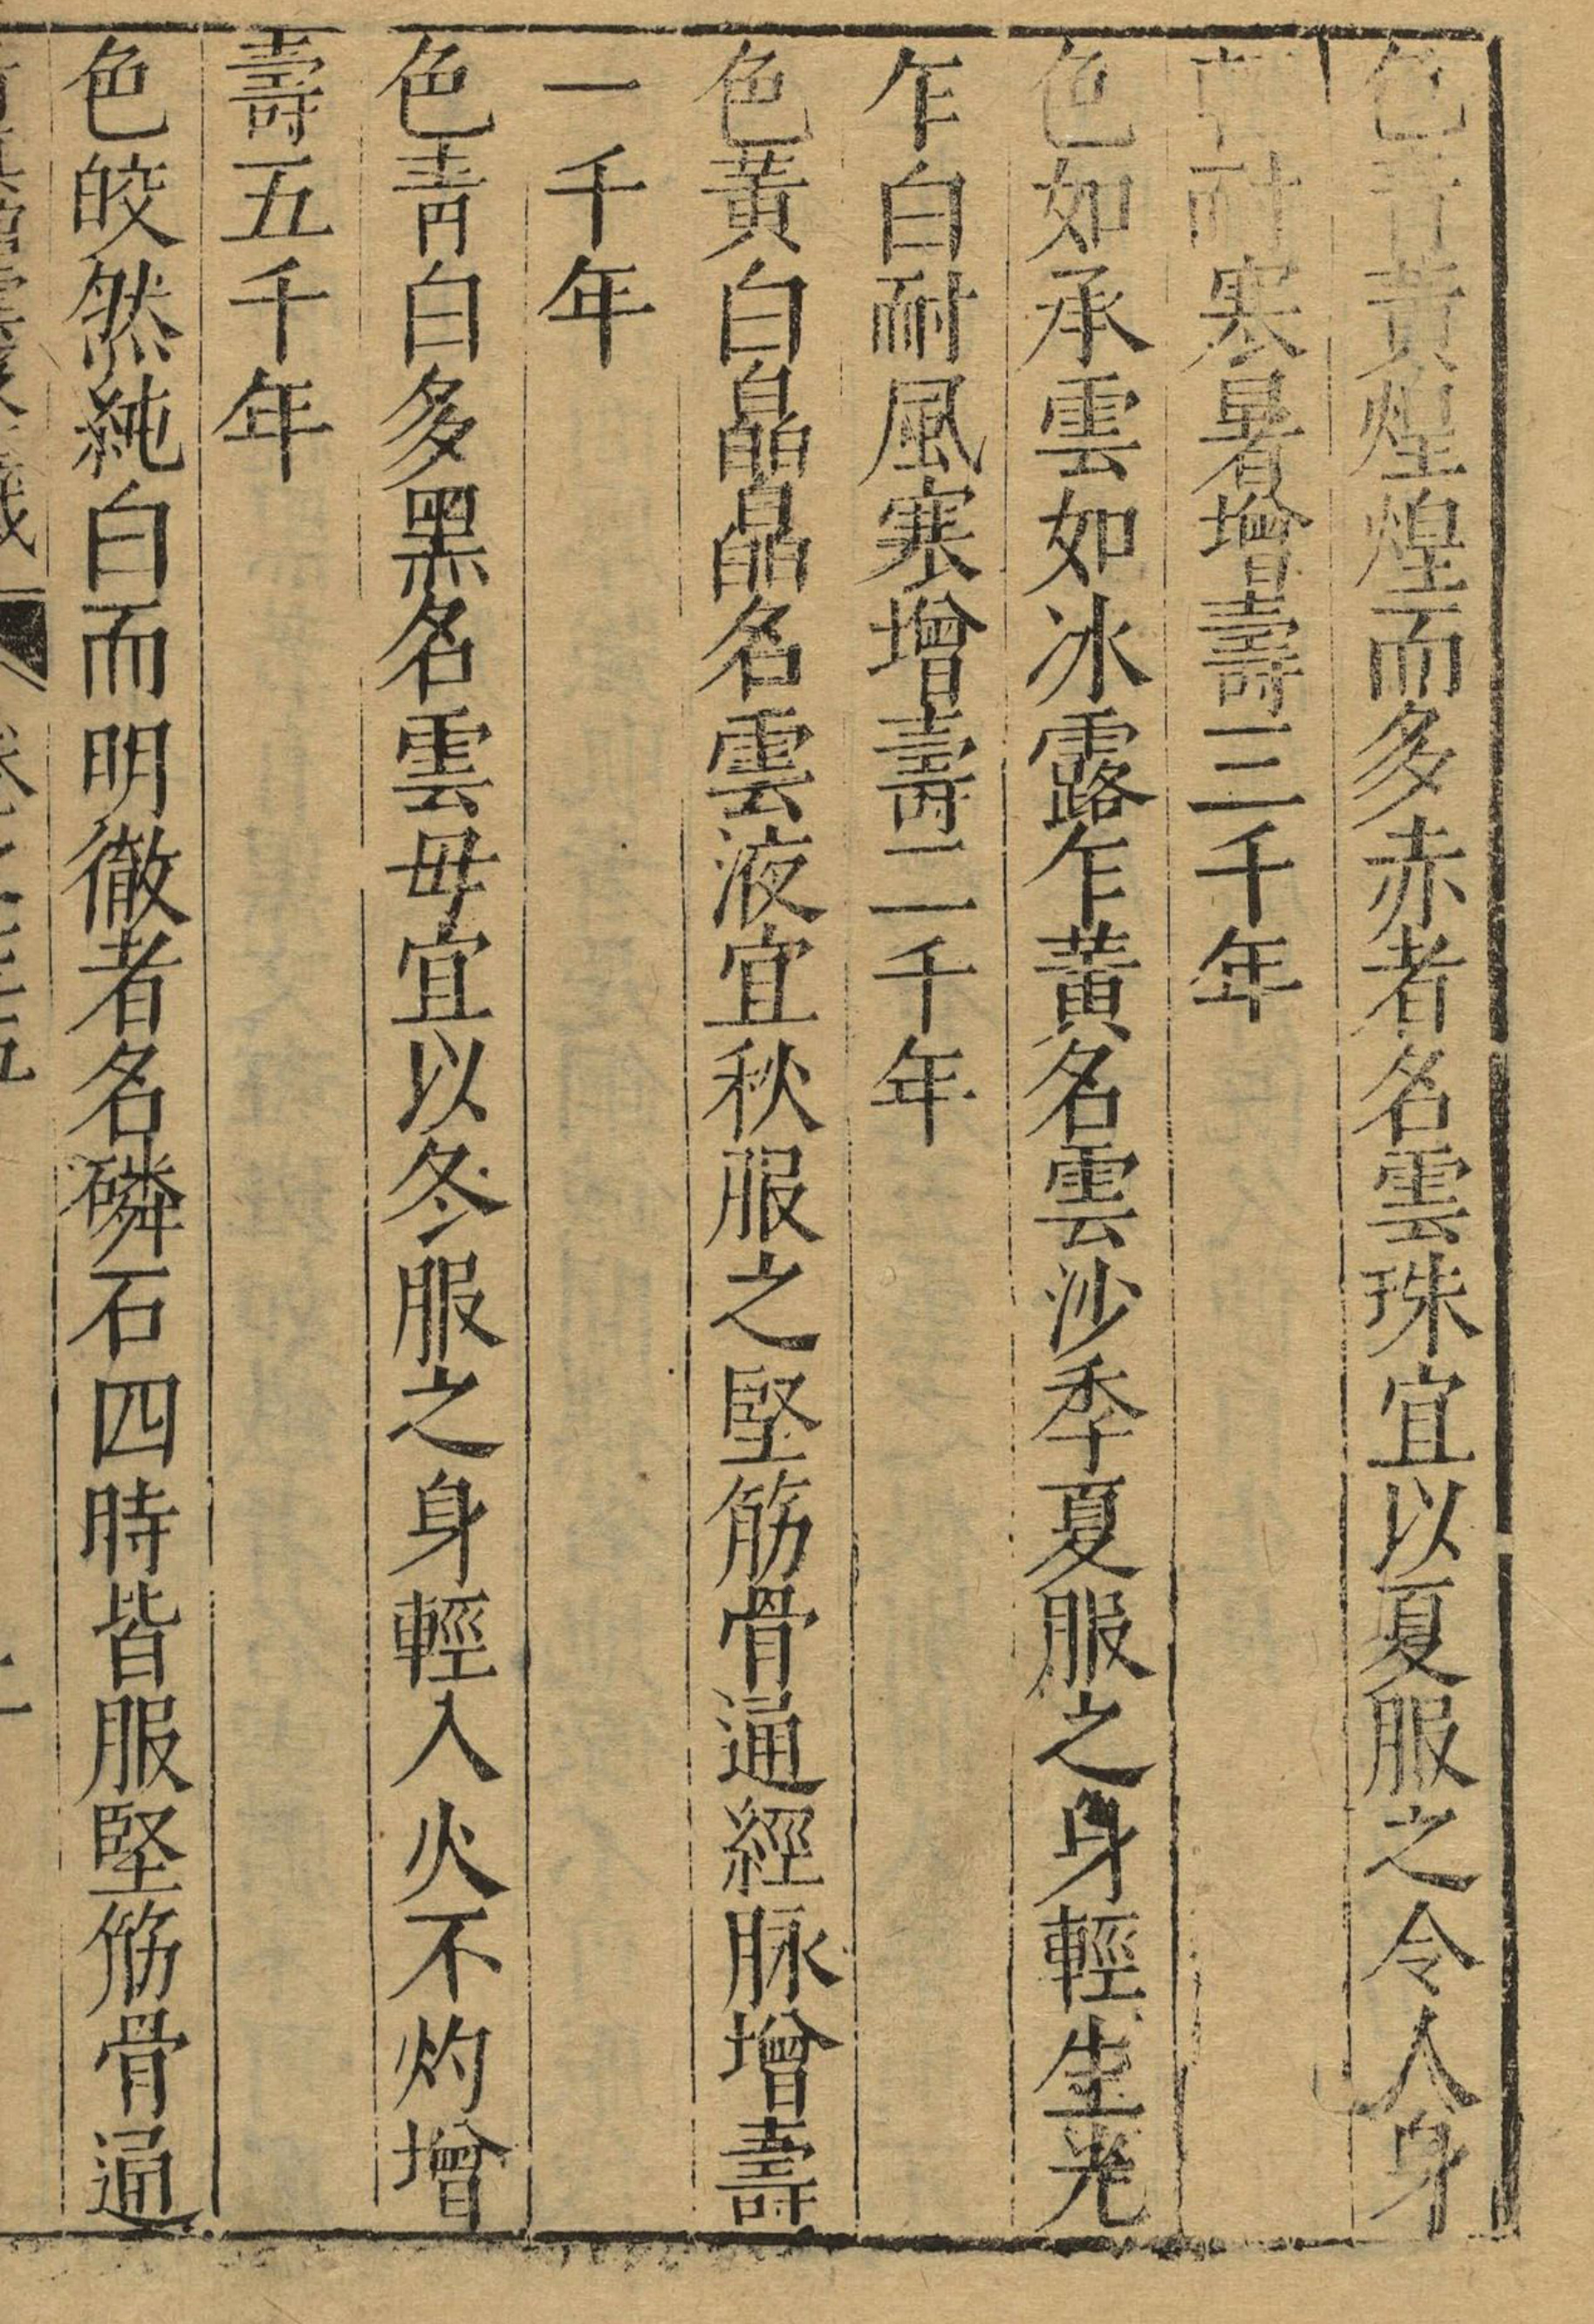 色青黃煌煌而多赤者名雲珠宜以夏服之令人身
輕耐寒暑增壽三千年
色如承雲如冰露乍黃名雲沙季夏服之身輕生光
乍白耐風寒增壽二千年
色黃白皛皛名雲液宜秋服之堅筋骨通經脉增壽
一千年
色青白多黑名雲母宜以冬服之身輕入火不灼增
壽五千年
色皎然純白而明徹者名磷石四時皆服堅筋骨通